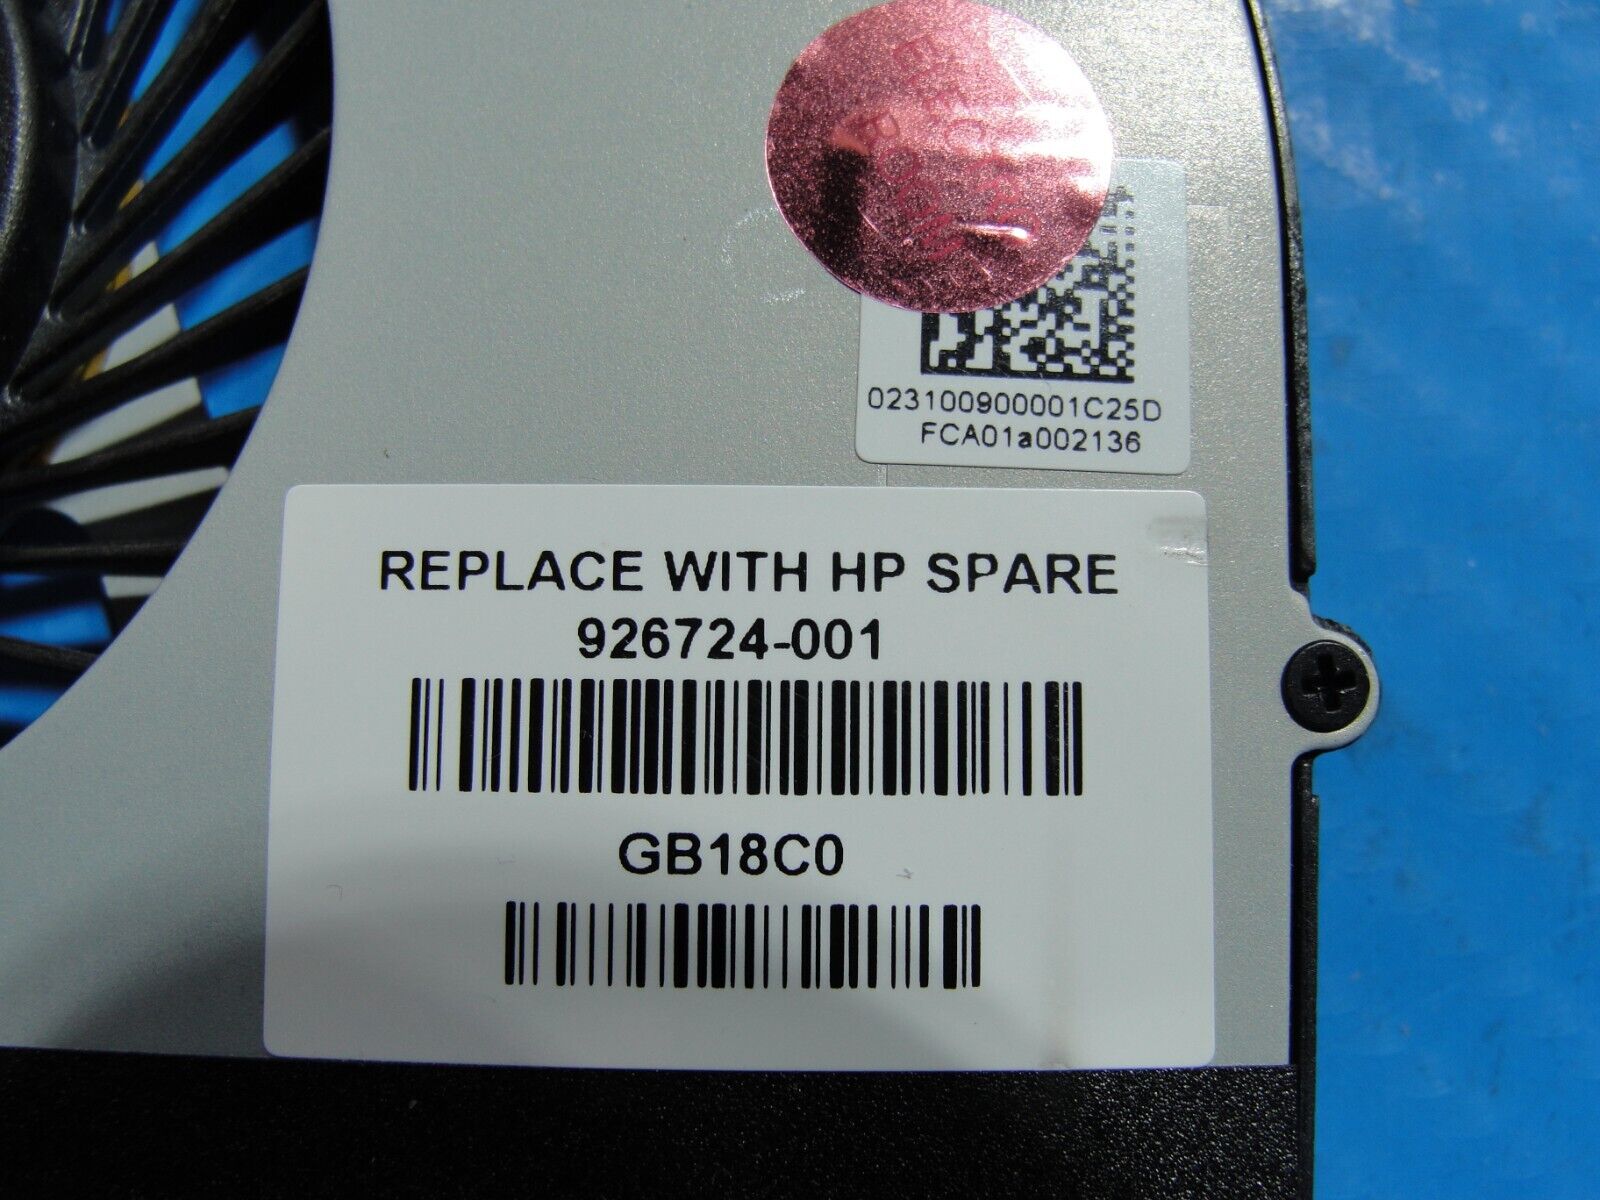 023100900001C25D
FCA01a002136
REPLACE WITH HP SPARE
926724-001
GB18C0